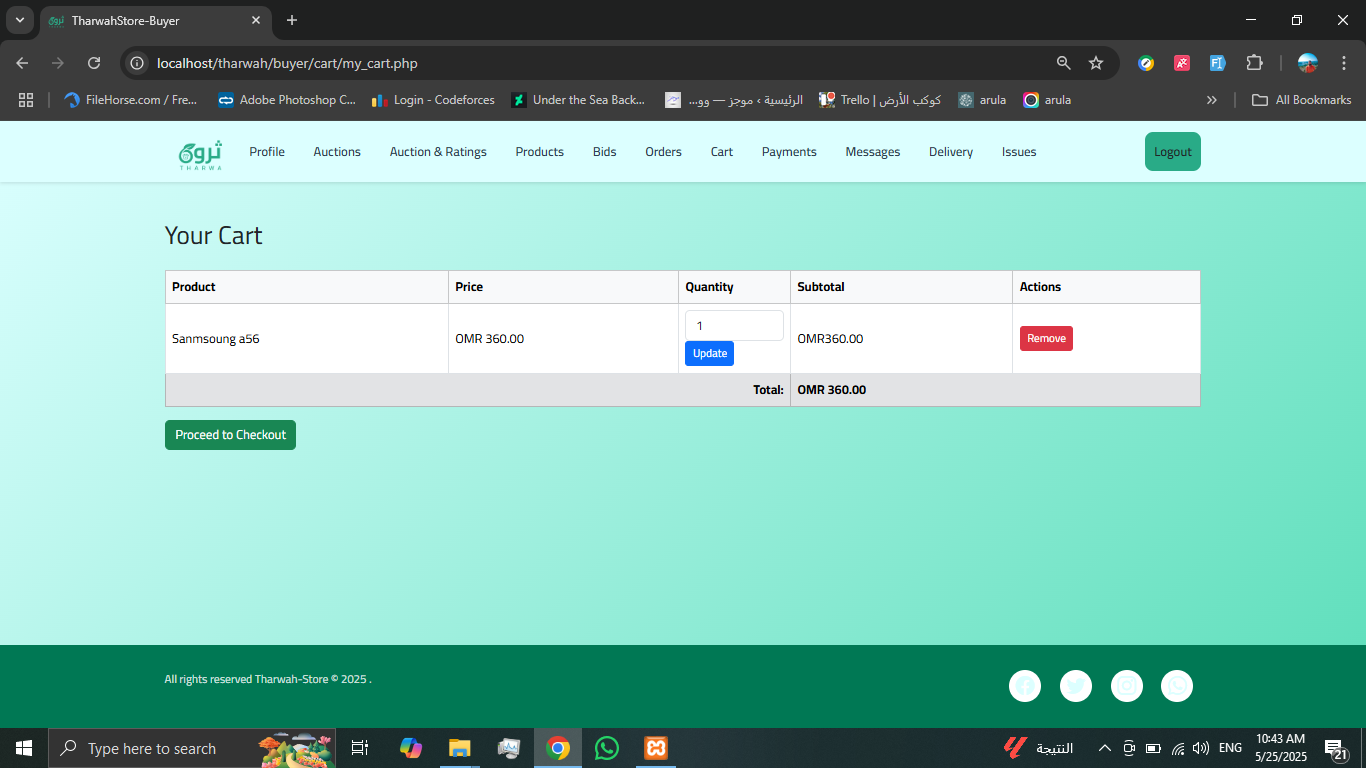 TharwahStore-Buyer
localhost/tharwah/buyer/cart/my_cart.php
FileHorse.com / Fre...
Adobe Photoshop C...
Login - Codeforces
Under the Sea Back...
الرئيسية › موجز — وو...
Trello | كوكب الأرض
arula
arula
All Bookmarks
ثروة
THARWA
Profile
Auctions
Auction & Ratings
Products
Bids
Orders
Cart
Payments
Messages
Delivery
Issues
Logout
Your Cart
Product Price Quantity Subtotal Actions
Sanmsoung a56 OMR 360.00 1 OMR360.00 Remove
Update
Total: OMR 360.00
Proceed to Checkout
All rights reserved Tharwah-Store © 2025 .
Type here to search
النتيجة
ENG
10:43 AM
5/25/2025
21